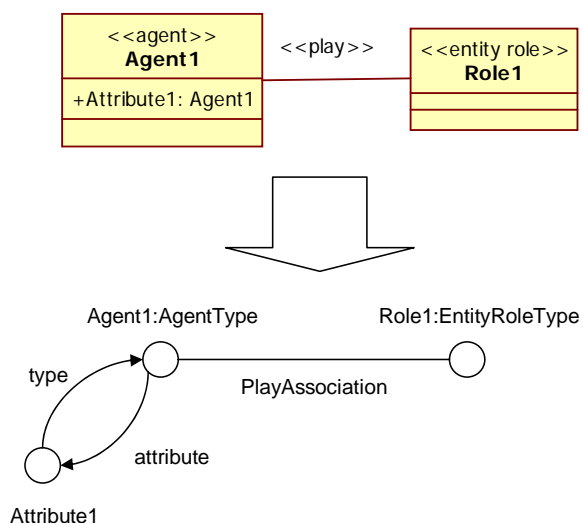 <<agent>>
Agent1
+Attribute1: Agent1
<<play>>
<<entity role>>
Role1
Agent1:AgentType
Role1:EntityRoleType
type
PlayAssociation
attribute
Attribute1